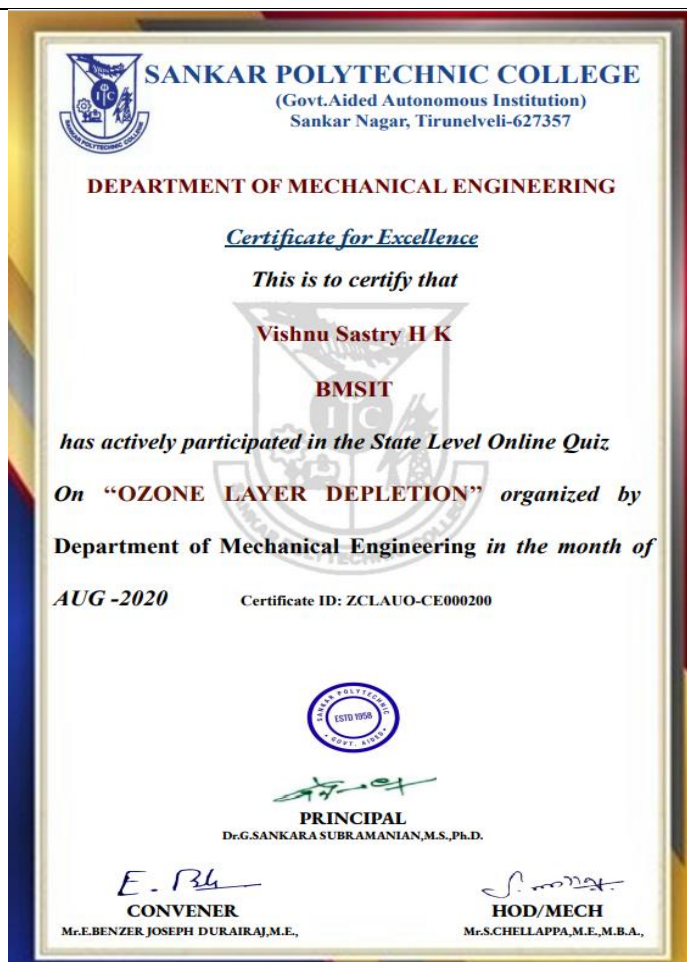 SANKAR POLYTECHNIC COLLEGE
(Govt.Aided Autonomous Institution)
Sankar Nagar, Tirunelveli-627357
DEPARTMENT OF MECHANICAL ENGINEERING
Certificate for Excellence
This is to certify that
Vishnu Sastry H K
BMSIT
has actively participated in the State Level Online Quiz
On “OZONE LAYER DEPLETION” organized by
Department of Mechanical Engineering in the month of
AUG -2020 Certificate ID: ZCLAUO-CE000200
SANKAR POLYTECHNIC
ESTD 1958
GOVT. AIDED
PRINCIPAL
Dr.G.SANKARA SUBRAMANIAN,M.S.,Ph.D.
CONVENER
Mr.E.BENZER JOSEPH DURAIRAJ,M.E.,
HOD/MECH
Mr.S.CHELLAPPA,M.E.,M.B.A.,